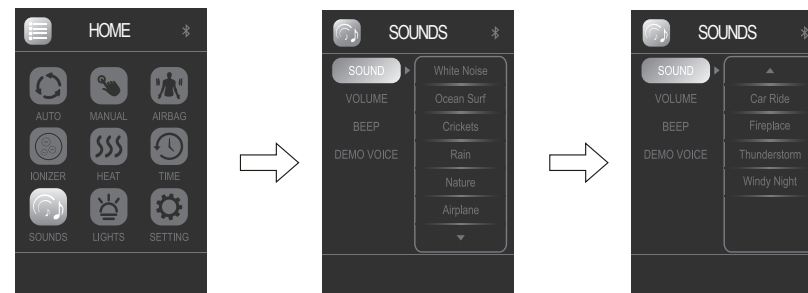 HOME
AUTO MANUAL AIRBAG
IONIZER HEAT TIME
SOUNDS LIGHTS SETTING
SOUNDS
SOUND
VOLUME
BEEP
DEMO VOICE
White Noise
Ocean Surf
Crickets
Rain
Nature
Airplane
SOUNDS
SOUND
VOLUME
BEEP
DEMO VOICE
Car Ride
Fireplace
Thunderstorm
Windy Night